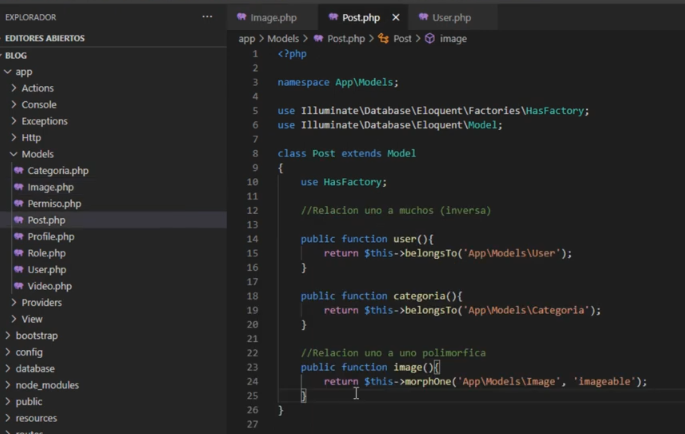 EXPLORADOR ...
EDITORES ABIERTOS
BLOG
app
Actions
Console
Exceptions
Http
Models
Categoria.php
Image.php
Permiso.php
Post.php
Profile.php
Role.php
User.php
Video.php
Providers
View
bootstrap
config
database
node_modules
public
resources
routes
Image.php Post.php User.php
app > Models > Post.php > Post > image
1 <?php
2
3 namespace App\Models;
4
5 use Illuminate\Database\Eloquent\Factories\HasFactory;
6 use Illuminate\Database\Eloquent\Model;
7
8 class Post extends Model
9 {
10 use HasFactory;
11
12 //Relacion uno a muchos (inversa)
13
14 public function user(){
15 return $this->belongsTo('App\Models\User');
16 }
17
18 public function categoria(){
19 return $this->belongsTo('App\Models\Categoria');
20 }
21
22 //Relacion uno a uno polimorfica
23 public function image(){
24 return $this->morphOne('App\Models\Image', 'imageable');
25 }
26 }
27